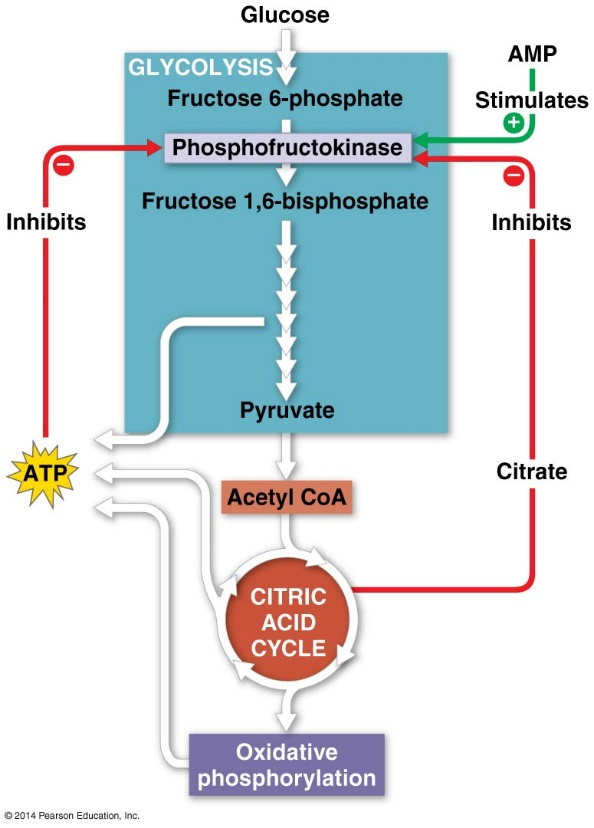 Glucose
GLYCOLYSIS
AMP
Fructose 6-phosphate
Stimulates
+
Phosphofructokinase
−
−
Fructose 1,6-bisphosphate
Inhibits
Inhibits
Pyruvate
ATP
Citrate
Acetyl CoA
CITRIC
ACID
CYCLE
Oxidative
phosphorylation
© 2014 Pearson Education, Inc.